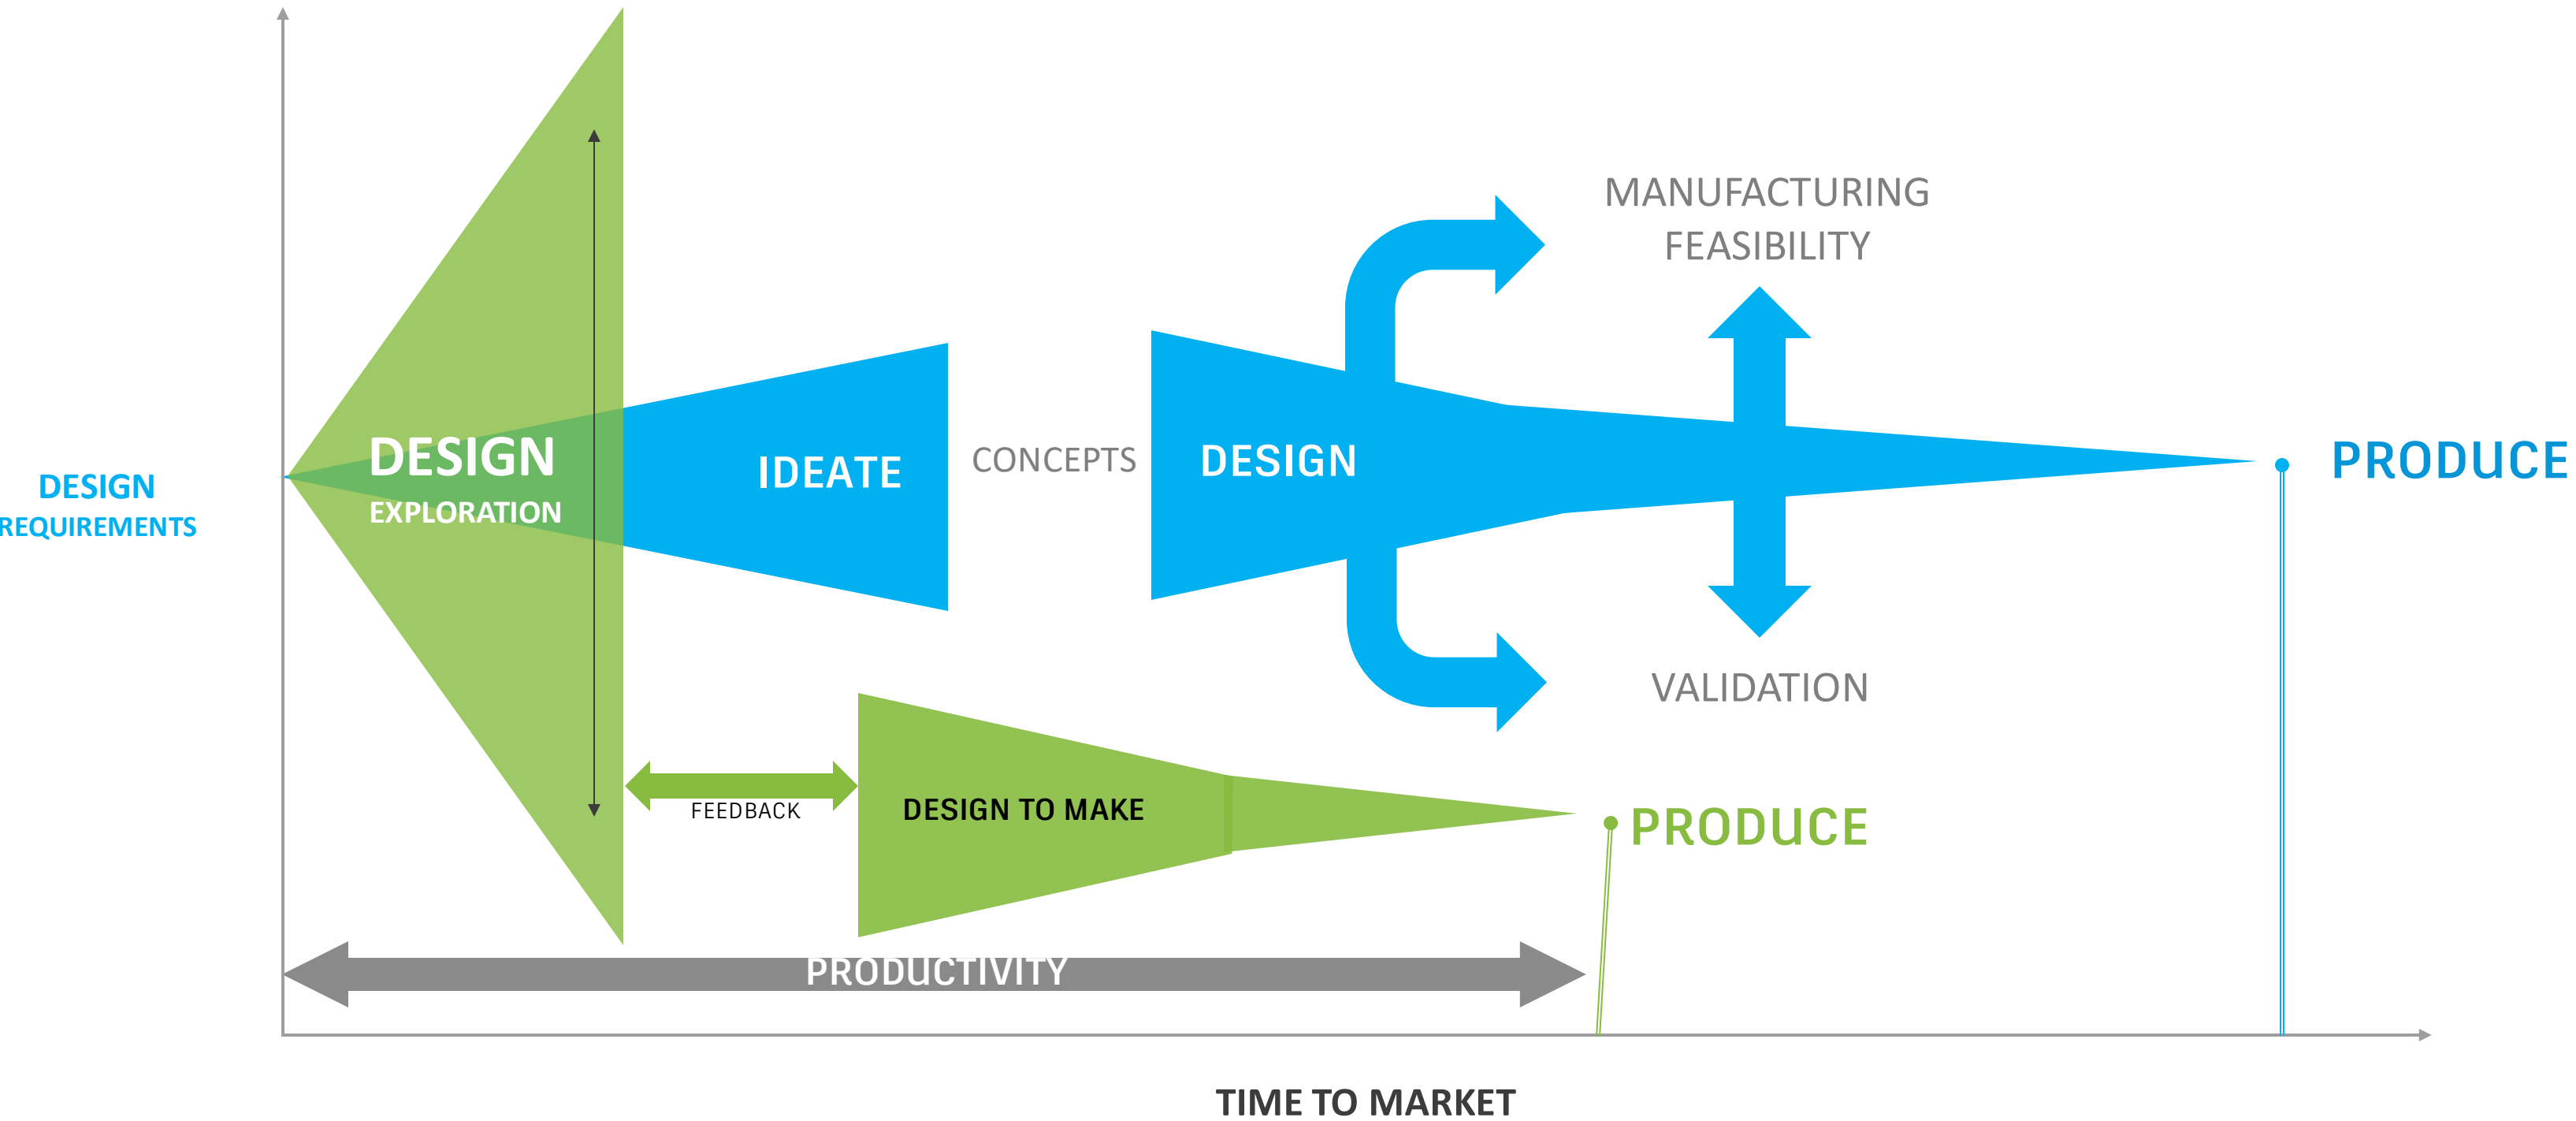 MANUFACTURING
FEASIBILITY
DESIGN
EXPLORATION
IDEATE
CONCEPTS
DESIGN
PRODUCE
DESIGN
REQUIREMENTS
VALIDATION
FEEDBACK
DESIGN TO MAKE
PRODUCE
PRODUCTIVITY
TIME TO MARKET